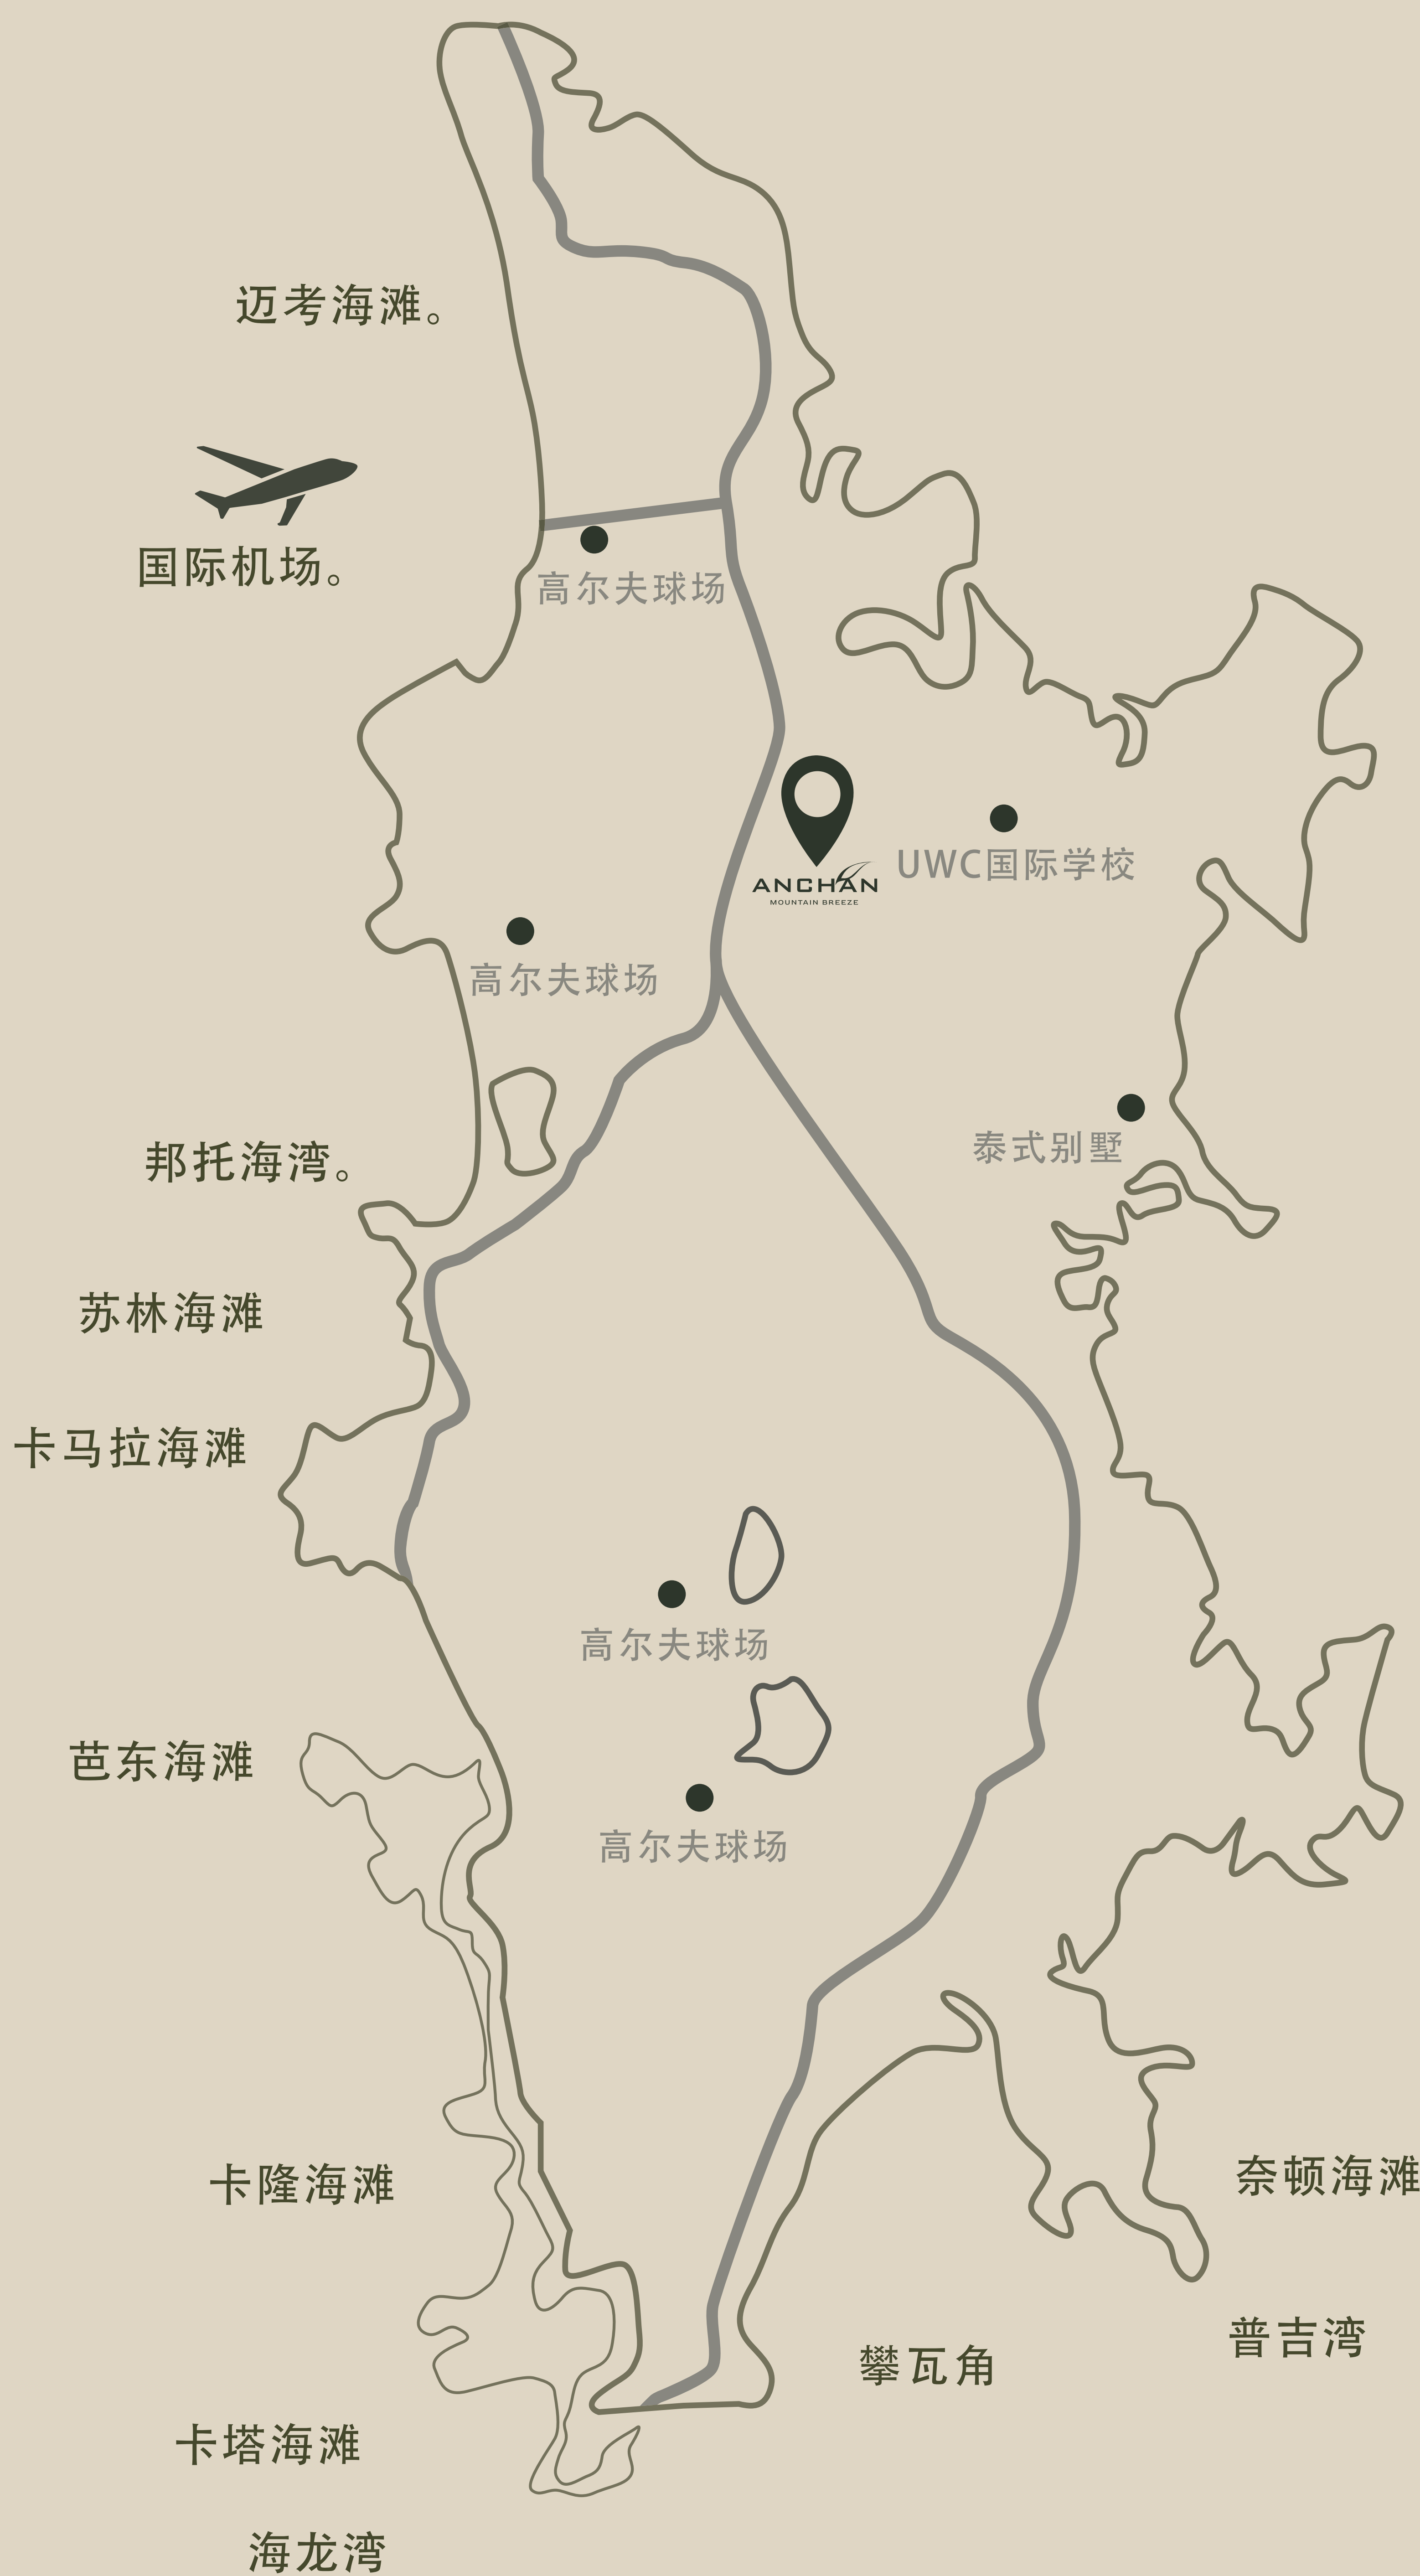 迈考海滩。
国际机场。
高尔夫球场
UWC国际学校
ANCHAN
MOUNTAIN BREEZE
高尔夫球场
泰式别墅
邦托海湾。
苏林海滩
卡马拉海滩
高尔夫球场
芭东海滩
高尔夫球场
卡隆海滩
奈顿海滩
普吉湾
攀瓦角
卡塔海滩
海龙湾